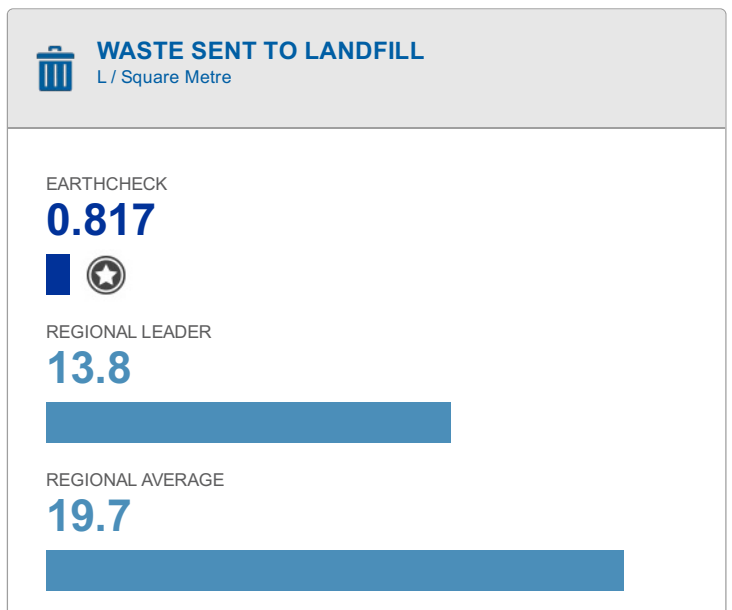 WASTE SENT TO LANDFILL
L / Square Metre
EARTHCHECK
0.817
REGIONAL LEADER
13.8
REGIONAL AVERAGE
19.7